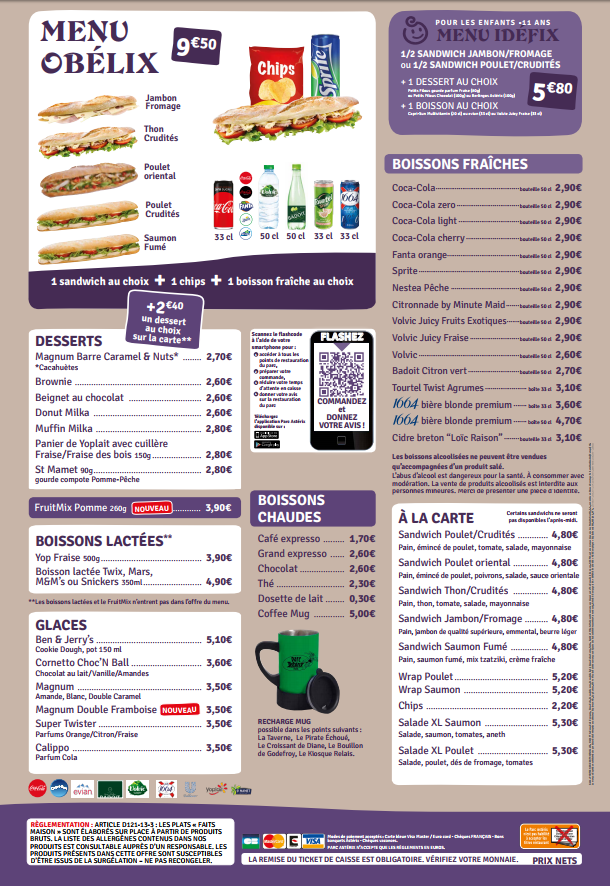 MENU
OBÉLIX
9€50
Chips
Sprite
Jambon
Fromage
Thon
Crudités
Poulet
oriental
Poulet
Crudités
Saumon
Fumé
33 cl
50 cl
50 cl
33 cl
33 cl
1 sandwich au choix + 1 chips + 1 boisson fraîche au choix
+2€40
un dessert
au choix
sur la carte**
POUR LES ENFANTS -11 ANS
MENU IDÉFIX
1/2 SANDWICH JAMBON/FROMAGE
ou 1/2 SANDWICH POULET/CRUDITÉS
+ 1 DESSERT AU CHOIX
+ 1 BOISSON AU CHOIX
5€80
BOISSONS FRAÎCHES
Coca-Cola bouteille 50 cl 2,90€
Coca-Cola zero bouteille 50 cl 2,90€
Coca-Cola light bouteille 50 cl 2,90€
Coca-Cola cherry bouteille 50 cl 2,90€
Fanta orange bouteille 50 cl 2,90€
Sprite bouteille 50 cl 2,90€
Nestea Pêche bouteille 50 cl 2,90€
Citronnade by Minute Maid bouteille 50 cl 2,90€
Volvic Juicy Fruits Exotiques bouteille 50 cl 2,90€
Volvic Juicy Fraise bouteille 50 cl 2,90€
Volvic bouteille 50 cl 2,60€
Badoit Citron vert bouteille 50 cl 2,70€
Tourtel Twist Agrumes boîte 33 cl 3,10€
1664 bière blonde premium boîte 33 cl 3,60€
1664 bière blonde premium bouteille 50 cl 4,70€
Cidre breton "Loïc Raison" bouteille 33 cl 3,10€
Les boissons alcoolisées ne peuvent être vendues
qu'accompagnées d'un produit salé.
L'abus d'alcool est dangereux pour la santé. À consommer avec
modération. La vente de produits alcoolisés est interdite aux
personnes mineures. Merci de présenter une pièce d'identité.
DESSERTS
Magnum Barre Caramel & Nuts* 2,70€
*Cacahuètes
Brownie 2,60€
Beignet au chocolat 2,60€
Donut Milka 2,60€
Muffin Milka 2,80€
Panier de Yoplait avec cuillère
Fraise/Fraise des bois 150g 2,80€
St Mamet 90g 2,80€
gourde compote Pomme-Pêche
FruitMix Pomme 260g NOUVEAU 3,90€
BOISSONS LACTÉES**
Yop Fraise 500g 3,90€
Boisson lactée Twix, Mars,
M&M's ou Snickers 350ml 4,90€
**Les boissons lactées et le FruitMix n'entrent pas dans l'offre du menu.
GLACES
Ben & Jerry's 5,10€
Cookie Dough, pot 150 ml
Cornetto Choc'N Ball 3,60€
Chocolat au lait/Vanille/Amandes
Magnum 3,50€
Amande, Blanc, Double Caramel
Magnum Double Framboise NOUVEAU 3,50€
Super Twister 3,50€
Parfums Orange/Citron/Fraise
Calippo 3,50€
Parfum Cola
Scannez le flashcode
à l'aide de votre
smartphone pour :
accéder à tous les
points de restauration
du parc,
préparer votre
commande,
réduire votre temps
d'attente en caisse
donner votre avis
sur la restauration
du parc
Téléchargez
l'application Parc Astérix
disponible sur :
FLASHEZ
COMMANDEZ
et
DONNEZ
VOTRE AVIS !
BOISSONS
CHAUDES
Café expresso 1,70€
Grand expresso 2,60€
Chocolat 2,60€
Thé 2,30€
Dosette de lait 0,30€
Coffee Mug 5,00€
RECHARGE MUG
possible dans les points suivants :
La Taverne, Le Pirate Échoué,
Le Croissant de Diane, Le Bouillon
de Godefroy, Le Kiosque Relais.
À LA CARTE
Certains sandwichs ne seront
pas disponibles l'après-midi.
Sandwich Poulet/Crudités 4,80€
Pain, émincé de poulet, tomate, salade, mayonnaise
Sandwich Poulet oriental 4,80€
Pain, émincé de poulet, poivrons, salade, sauce orientale
Sandwich Thon/Crudités 4,80€
Pain, thon, tomate, salade, mayonnaise
Sandwich Jambon/Fromage 4,80€
Pain, jambon de qualité supérieure, emmental, beurre léger
Sandwich Saumon Fumé 4,80€
Pain, saumon fumé, mix tzatziki, crème fraîche
Wrap Poulet 5,20€
Wrap Saumon 5,20€
Chips 2,20€
Salade XL Saumon 5,30€
Salade, saumon, tomates, aneth
Salade XL Poulet 5,30€
Salade, poulet, dés de fromage, tomates
RÈGLEMENTATION : ARTICLE D121-13-3 : LES PLATS « FAITS
MAISON » SONT ÉLABORÉS SUR PLACE À PARTIR DE PRODUITS
BRUTS. LA LISTE DES ALLERGÈNES CONTENUS DANS NOS
PRODUITS EST CONSULTABLE AUPRÈS D'UN RESPONSABLE. LES
PRODUITS PRÉSENTS DANS CETTE OFFRE SONT SUSCEPTIBLES
D'ÊTRE ISSUS DE LA SURGÉLATION – NE PAS RECONGELER.
Modes de paiement acceptés : Carte bleue Visa Master / Euro card - Chèques FRANÇAIS - Bons
PARC ASTÉRIX N'ACCEPTE PAS LES RÈGLEMENTS EN EUROS.
LA REMISE DU TICKET DE CAISSE EST OBLIGATOIRE. VÉRIFIEZ VOTRE MONNAIE.
PRIX NETS